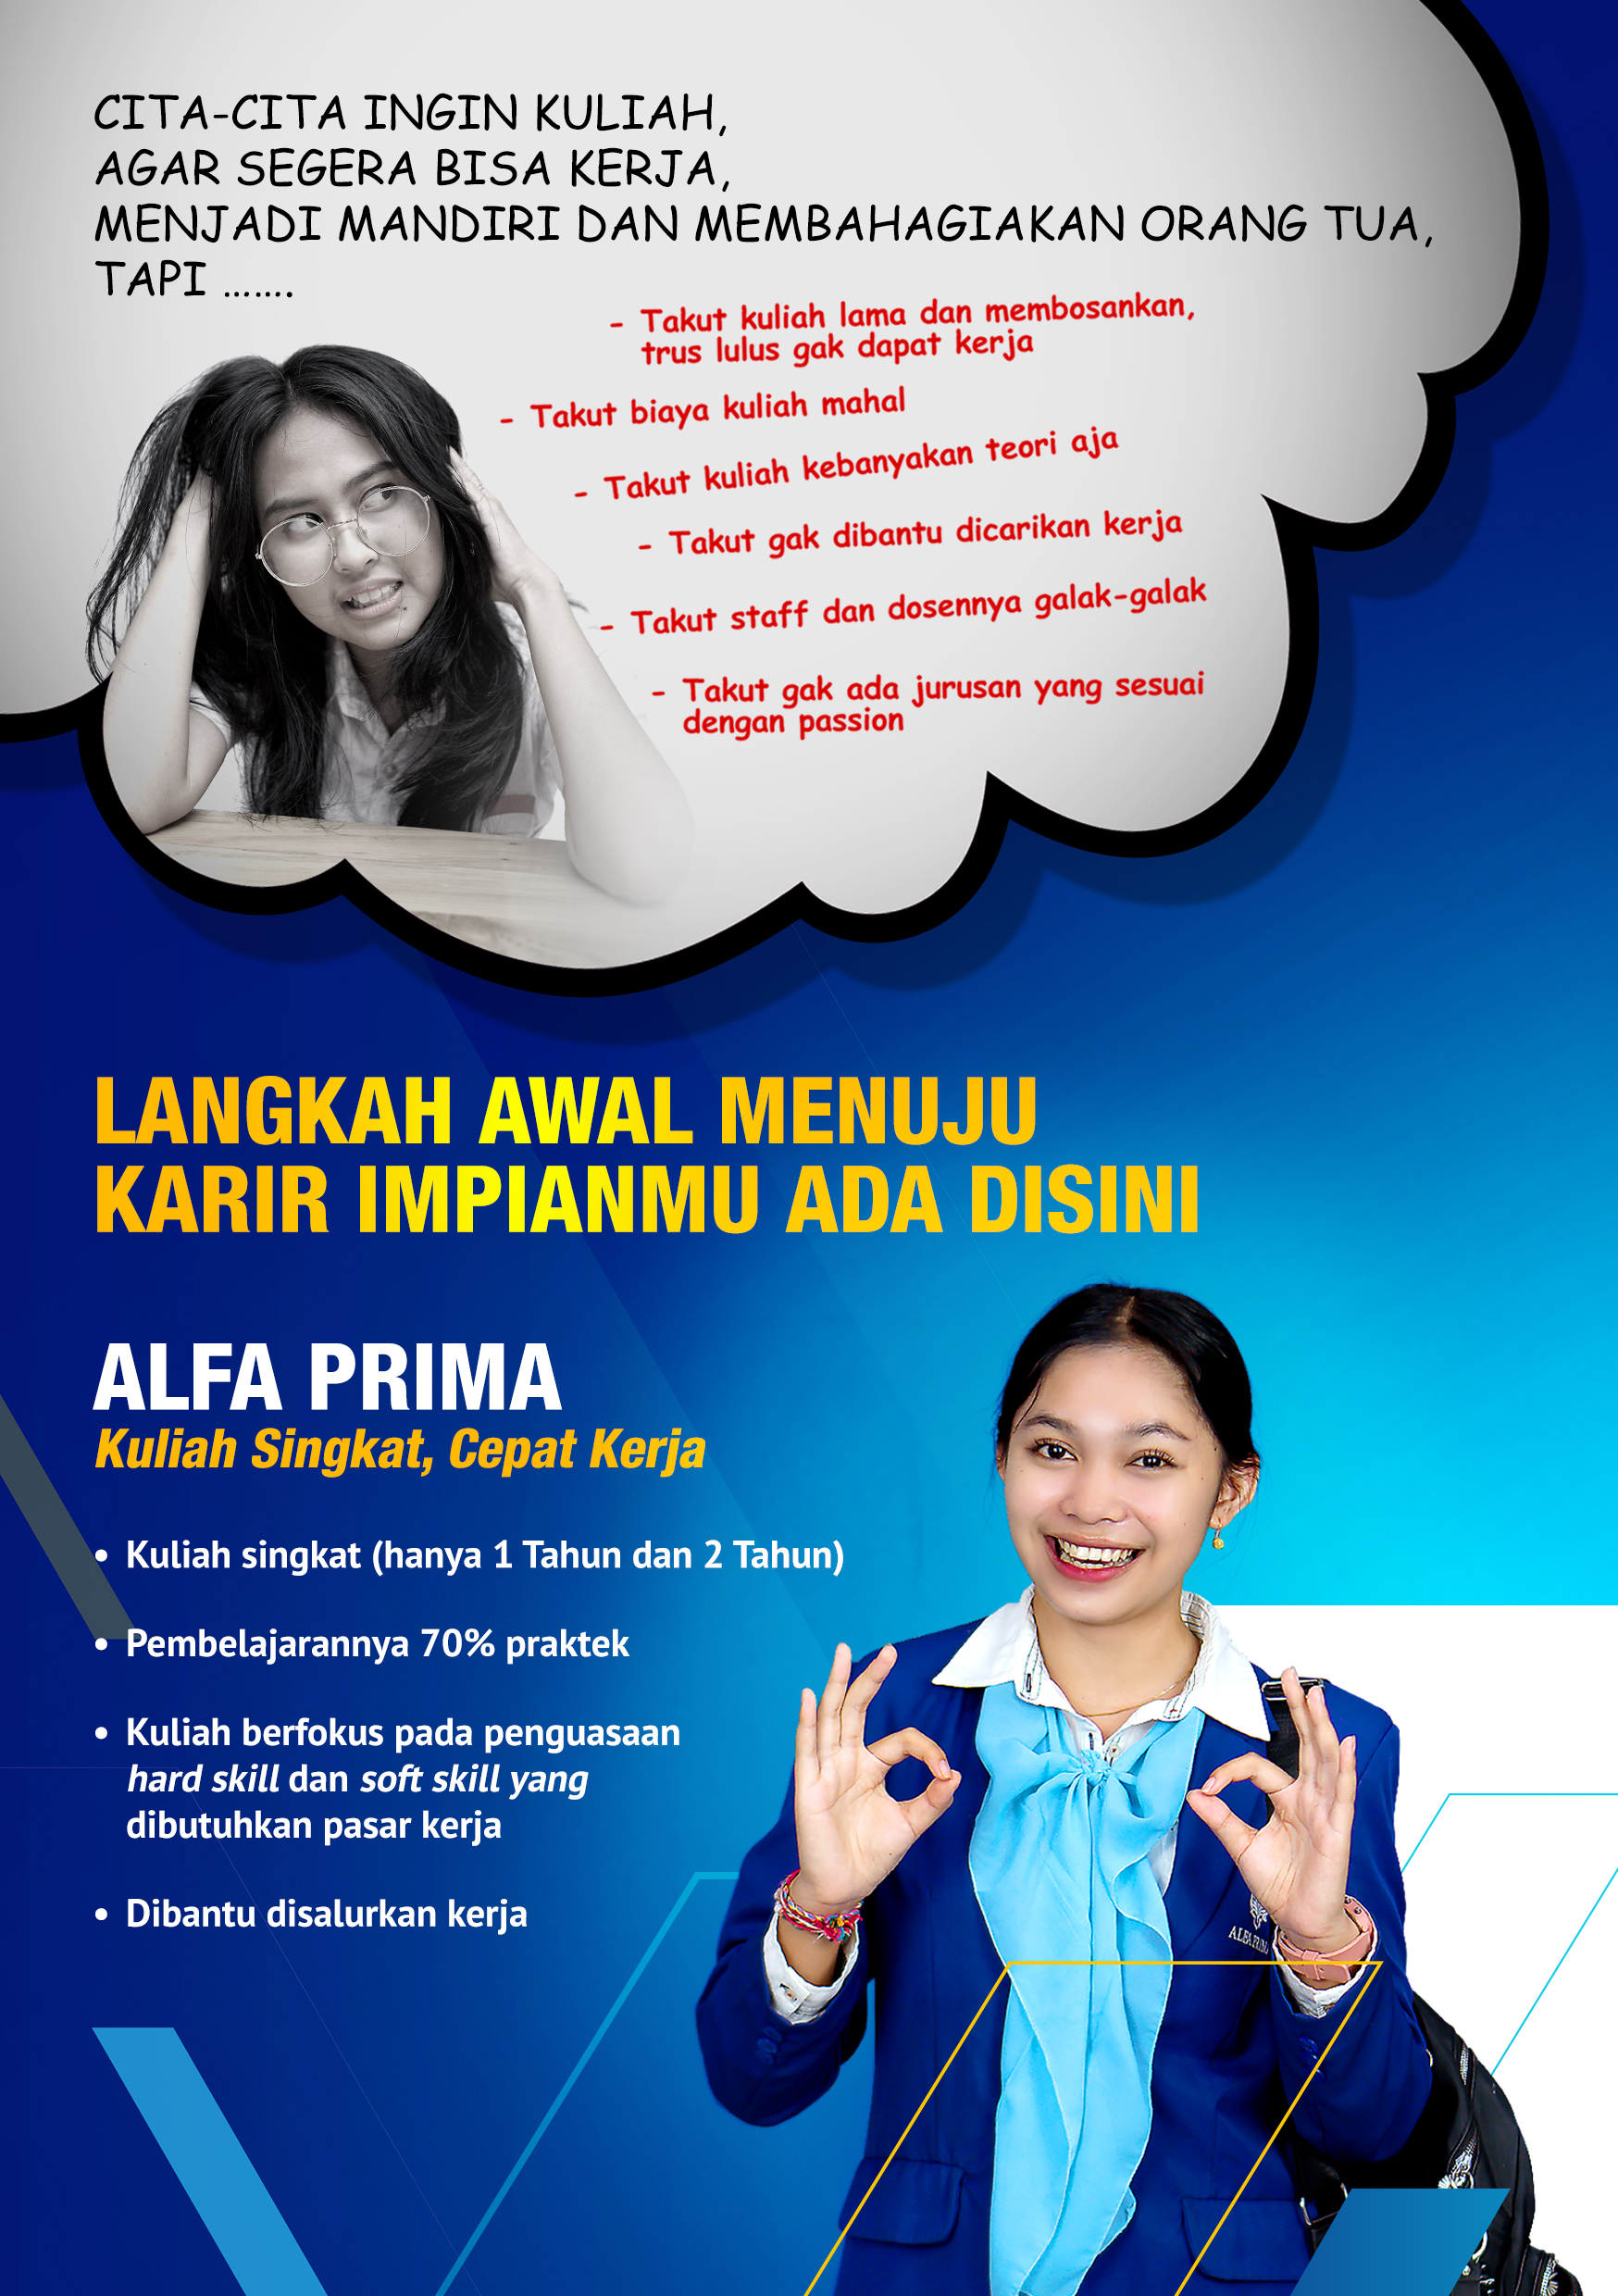 CITA-CITA INGIN KULIAH,
AGAR SEGERA BISA KERJA,
MENJADI MANDIRI DAN MEMBAHAGIAKAN ORANG TUA,
TAPI .......
- Takut kuliah lama dan membosankan,
trus lulus gak dapat kerja
- Takut biaya kuliah mahal
- Takut kuliah kebanyakan teori aja
- Takut gak dibantu dicarikan kerja
- Takut staff dan dosennya galak-galak
- Takut gak ada jurusan yang sesuai
dengan passion
LANGKAH AWAL MENUJU
KARIR IMPIANMU ADA DISINI
ALFA PRIMA
Kuliah Singkat, Cepat Kerja
• Kuliah singkat (hanya 1 Tahun dan 2 Tahun)
• Pembelajarannya 70% praktek
• Kuliah berfokus pada penguasaan
hard skill dan soft skill yang
dibutuhkan pasar kerja
• Dibantu disalurkan kerja
ALFA PRIMA